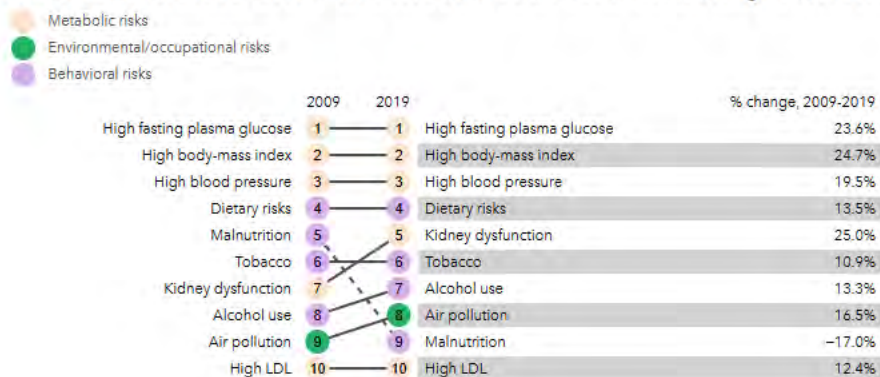 Metabolic risks
Environmental/occupational risks
Behavioral risks
2009 2019 % change, 2009-2019
High fasting plasma glucose 1 1 High fasting plasma glucose 23.6%
High body-mass index 2 2 High body-mass index 24.7%
High blood pressure 3 3 High blood pressure 19.5%
Dietary risks 4 4 Dietary risks 13.5%
Malnutrition 5 5 Kidney dysfunction 25.0%
Tobacco 6 6 Tobacco 10.9%
Kidney dysfunction 7 7 Alcohol use 13.3%
Alcohol use 8 8 Air pollution 16.5%
Air pollution 9 9 Malnutrition −17.0%
High LDL 10 10 High LDL 12.4%